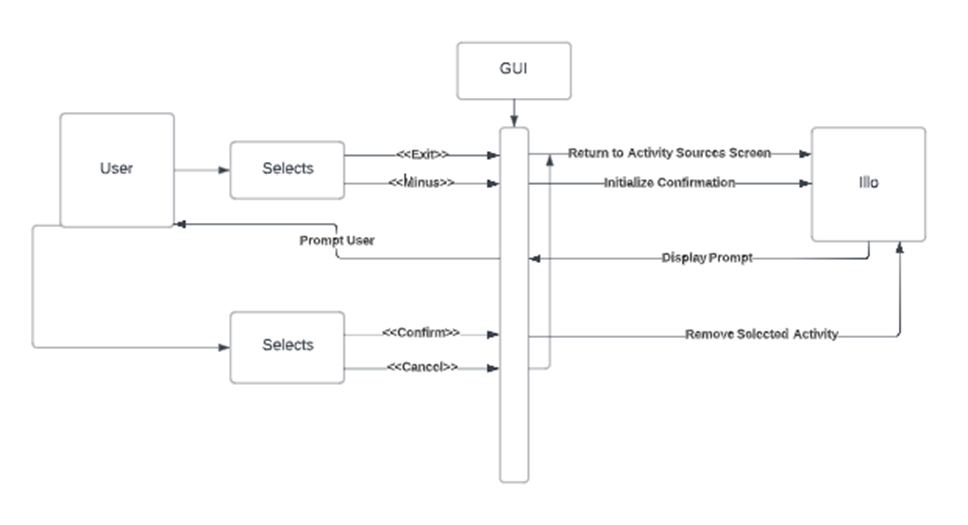 GUI
User
Selects
<<Exit>>
<<Minus>>
Return to Activity Sources Screen
Initialize Confirmation
Illo
Prompt User
Display Prompt
Selects
<<Confirm>>
<<Cancel>>
Remove Selected Activity